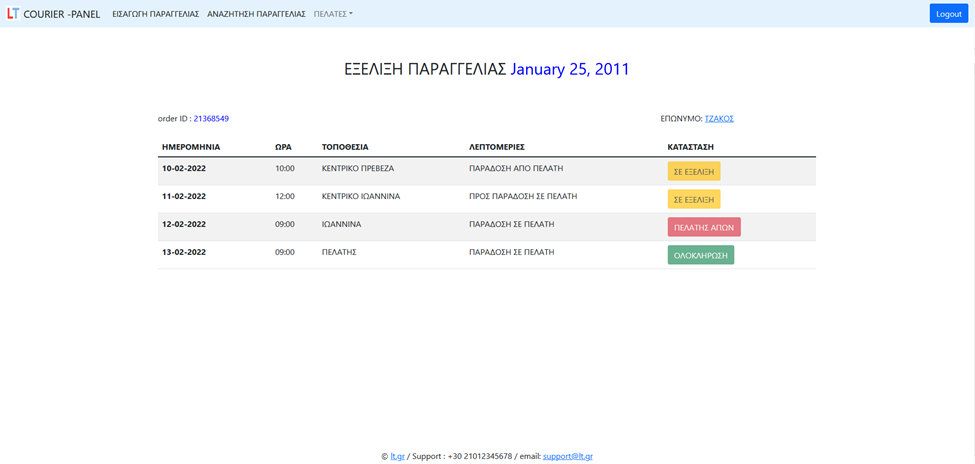 LT COURIER -PANEL ΕΙΣΑΓΩΓΗ ΠΑΡΑΓΓΕΛΙΑΣ ΑΝΑΖΗΤΗΣΗ ΠΑΡΑΓΓΕΛΙΑΣ ΠΕΛΑΤΕΣ Logout
ΕΞΕΛΙΞΗ ΠΑΡΑΓΓΕΛΙΑΣ January 25, 2011
order ID : 21368549 ΕΠΩΝΥΜΟ: ΤΖΑΚΟΣ
ΗΜΕΡΟΜΗΝΙΑ ΩΡΑ ΤΟΠΟΘΕΣΙΑ ΛΕΠΤΟΜΕΡΙΕΣ ΚΑΤΑΣΤΑΣΗ
10-02-2022 10:00 ΚΕΝΤΡΙΚΟ ΠΡΕΒΕΖΑ ΠΑΡΑΔΟΣΗ ΑΠΟ ΠΕΛΑΤΗ ΣΕ ΕΞΕΛΙΞΗ
11-02-2022 12:00 ΚΕΝΤΡΙΚΟ ΙΩΑΝΝΙΝΑ ΠΡΟΣ ΠΑΡΑΔΟΣΗ ΣΕ ΠΕΛΑΤΗ ΣΕ ΕΞΕΛΙΞΗ
12-02-2022 09:00 ΙΩΑΝΝΙΝΑ ΠΑΡΑΔΟΣΗ ΣΕ ΠΕΛΑΤΗ ΠΕΛΑΤΗΣ ΑΠΩΝ
13-02-2022 09:00 ΠΕΛΑΤΗΣ ΠΑΡΑΔΟΣΗ ΣΕ ΠΕΛΑΤΗ ΟΛΟΚΛΗΡΩΣΗ
© lt.gr / Support : +30 21012345678 / email: support@lt.gr